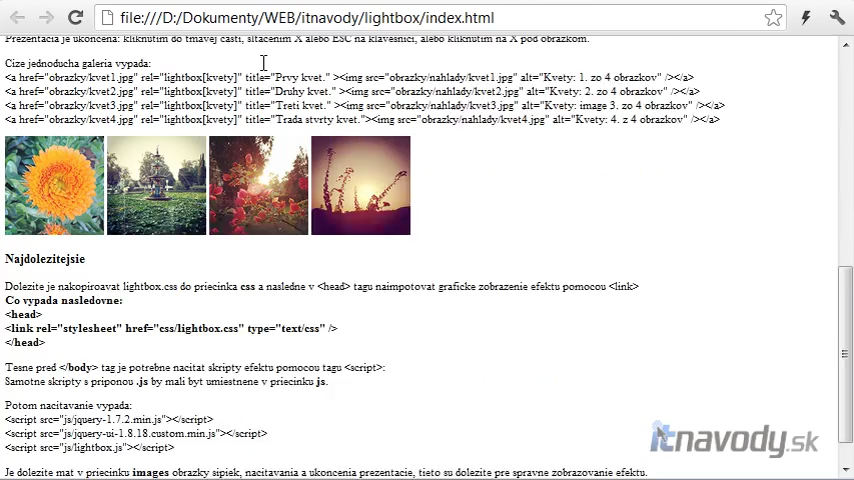 file:///D:/Dokumenty/WEB/itnavody/lightbox/index.html
Prezentacia je ukoncena: kliknutim do tmavej casti, stlacenim X alebo ESC na klavesnici, alebo kliknutim na X pod obrazkom.
Cize jednoducha galeria vypada:
<a href="obrazky/kvet1.jpg" rel="lightbox[kvety]" title="Prvy kvet." ><img src="obrazky/nahlady/kvet1.jpg" alt="Kvety: 1. zo 4 obrazkov" /></a>
<a href="obrazky/kvet2.jpg" rel="lightbox[kvety]" title="Druhy kvet." ><img src="obrazky/nahlady/kvet2.jpg" alt="Kvety: 2. zo 4 obrazkov" /></a>
<a href="obrazky/kvet3.jpg" rel="lightbox[kvety]" title="Treti kvet." ><img src="obrazky/nahlady/kvet3.jpg" alt="Kvety: image 3. zo 4 obrazkov" /></a>
<a href="obrazky/kvet4.jpg" rel="lightbox[kvety]" title="Trada stvrty kvet."><img src="obrazky/nahlady/kvet4.jpg" alt="Kvety: 4. z 4 obrazkov" /></a>
Najdolezitejsie
Dolezite je nakopiroavat lightbox.css do priecinka css a nasledne v <head> tagu naimpotovat graficke zobrazenie efektu pomocou <link>
Co vypada nasledovne:
<head>
<link rel="stylesheet" href="css/lightbox.css" type="text/css" />
</head>
Tesne pred </body> tag je potrebne nacitat skripty efektu pomocou tagu <script>:
Samotne skripty s priponou .js by mali byt umiestnene v priecinku js.
Potom nacitavanie vypada:
<script src="js/jquery-1.7.2.min.js"></script>
<script src="js/jquery-ui-1.8.18.custom.min.js"></script>
<script src="js/lightbox.js"></script>
itnavody.sk
Je dolezite mat v priecinku images obrazky sipiek, nacitavania a ukoncenia prezentacie, tieto su dolezite pre spravne zobrazovanie efektu.